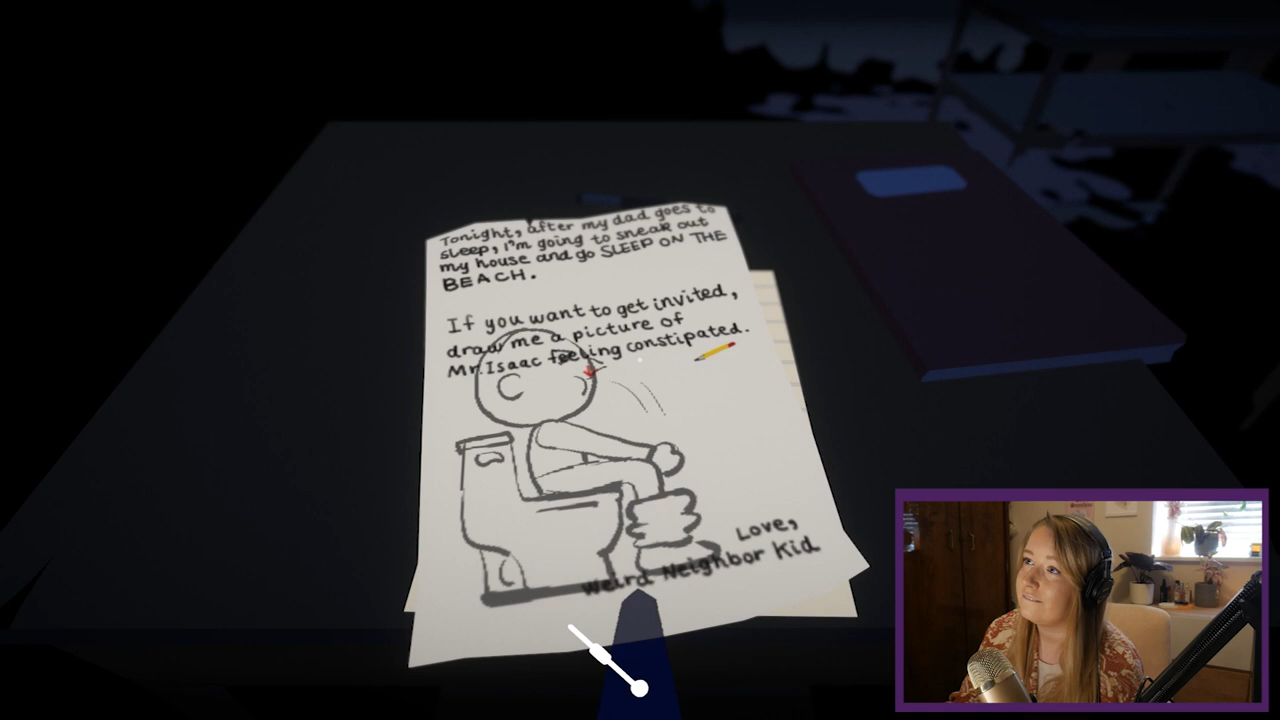 Tonight, after my dad goes to
sleep, I'm going to sneak out
my house and go SLEEP ON THE
BEACH.
If you want to get invited,
draw me a picture of
Mr.Isaac feeling constipated.
Love,
Weird Neighbor Kid